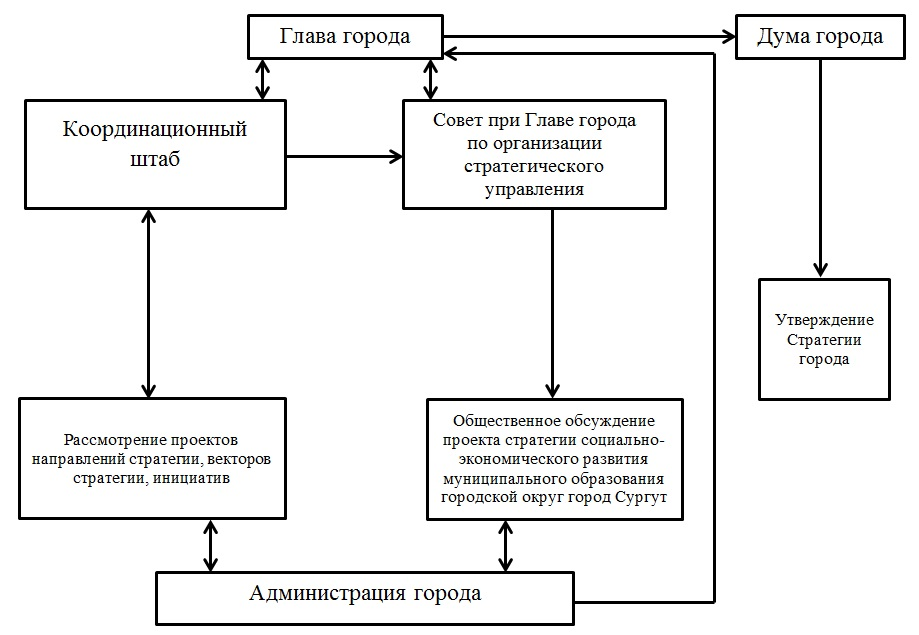 Глава города
Дума города
Координационный
штаб
Совет при Главе города
по организации
стратегического
управления
Утверждение
Стратегии
города
Рассмотрение проектов
направлений стратегии, векторов
стратегии, инициатив
Общественное обсуждение
проекта стратегии социально-
экономического развития
муниципального образования
городской округ город Сургут
Администрация города